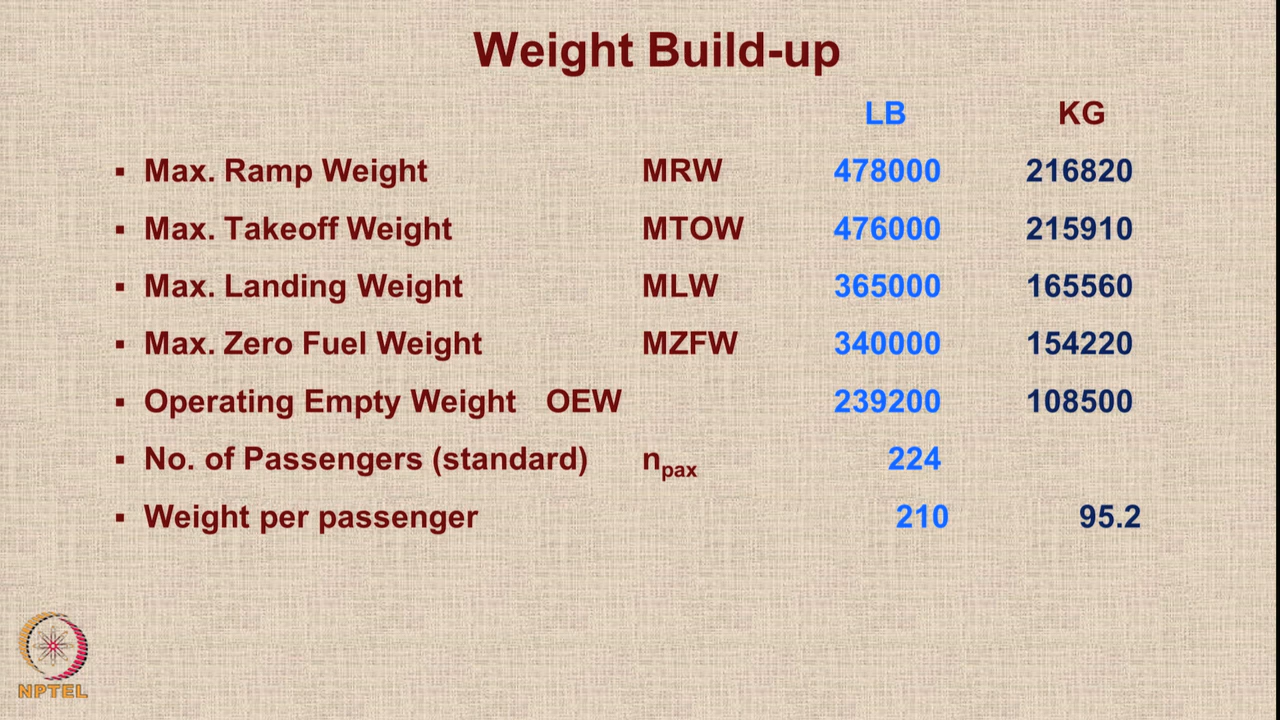 Weight Build-up
LB KG
▪ Max. Ramp Weight MRW 478000 216820
▪ Max. Takeoff Weight MTOW 476000 215910
▪ Max. Landing Weight MLW 365000 165560
▪ Max. Zero Fuel Weight MZFW 340000 154220
▪ Operating Empty Weight OEW 239200 108500
▪ No. of Passengers (standard) npax 224
▪ Weight per passenger 210 95.2
NPTEL